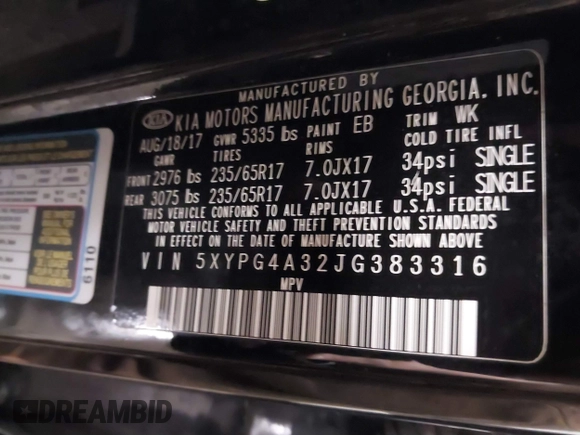 MANUFACTURED BY
KIA KIA MOTORS MANUFACTURING GEORGIA. INC.
AUG/18/17 GVWR 5335 lbs PAINT EB TRIM WK
GAWR TIRES RIMS COLD TIRE INFL
FRONT 2976 lbs 235/65R17 7.0JX17 34psi SINGLE
REAR 3075 lbs 235/65R17 7.0JX17 34psi SINGLE
THIS VEHICLE CONFORMS TO ALL APPLICABLE U.S.A. FEDERAL
MOTOR VEHICLE SAFETY AND THEFT PREVENTION STANDARDS
IN EFFECT ON THE DATE OF MANUFACTURE SHOWN ABOVE
VIN 5XYPG4A32JG383316
MPV
6110
DREAMBID